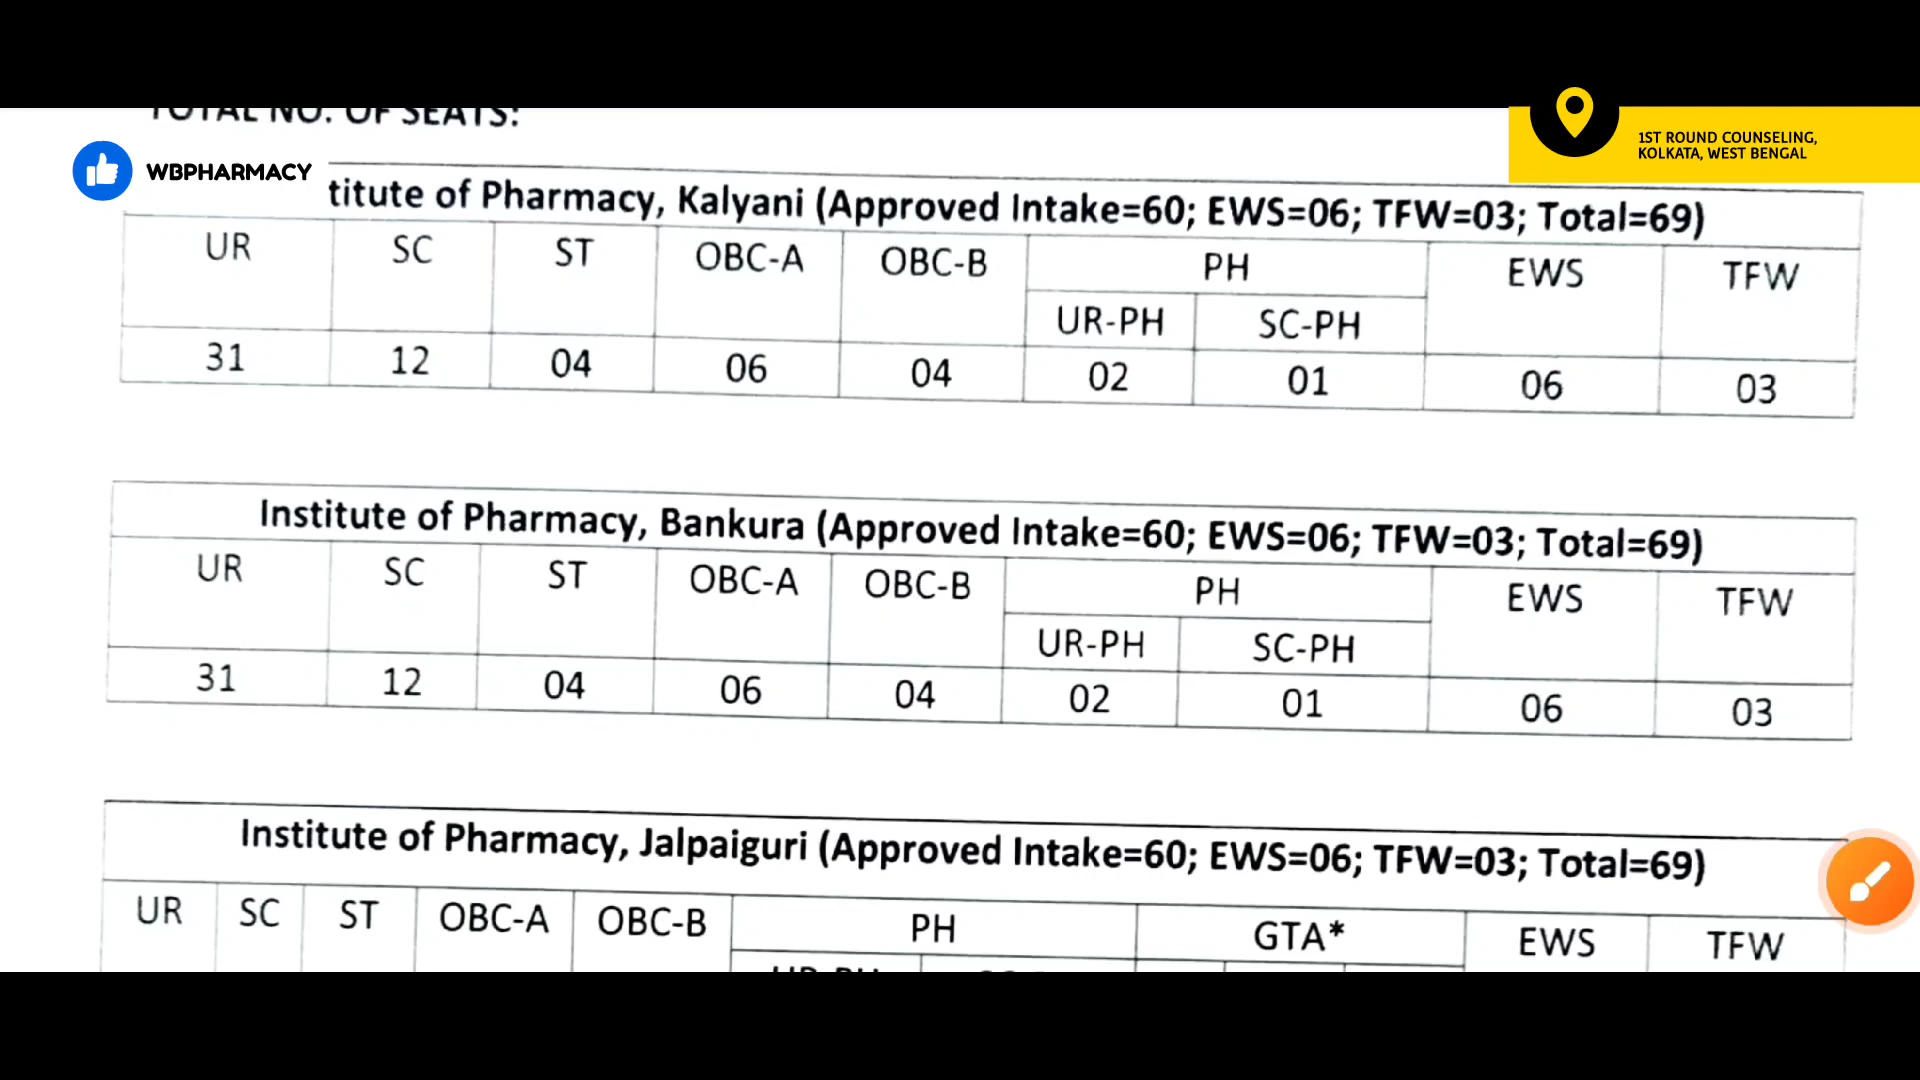 TOTAL NO. OF SEATS:
1ST ROUND COUNSELING,
KOLKATA, WEST BENGAL
WBPHARMACY
titute of Pharmacy, Kalyani (Approved Intake=60; EWS=06; TFW=03; Total=69)
UR SC ST OBC-A OBC-B PH EWS TFW
UR-PH SC-PH
31 12 04 06 04 02 01 06 03
Institute of Pharmacy, Bankura (Approved Intake=60; EWS=06; TFW=03; Total=69)
UR SC ST OBC-A OBC-B PH EWS TFW
UR-PH SC-PH
31 12 04 06 04 02 01 06 03
Institute of Pharmacy, Jalpaiguri (Approved Intake=60; EWS=06; TFW=03; Total=69)
UR SC ST OBC-A OBC-B PH GTA* EWS TFW